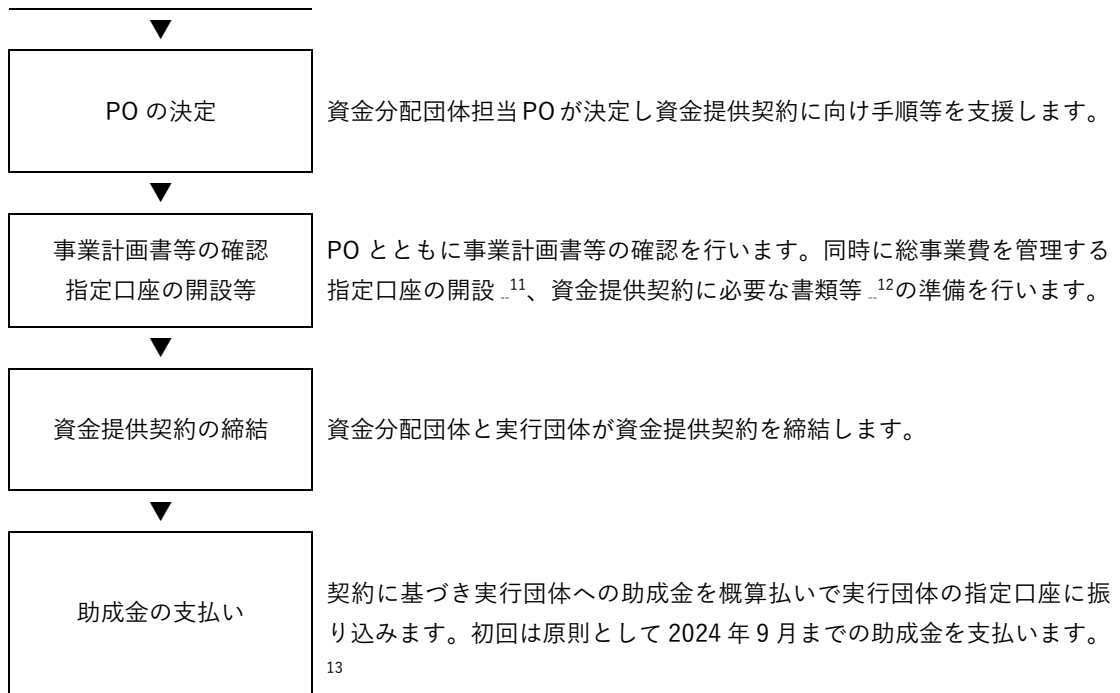 ▼
PO の決定
資金分配団体担当 PO が決定し資金提供契約に向け手順等を支援します。
▼
事業計画書等の確認
指定口座の開設等
PO とともに事業計画書等の確認を行います。同時に総事業費を管理する
指定口座の開設 11、資金提供契約に必要な書類等 12の準備を行います。
▼
資金提供契約の締結
資金分配団体と実行団体が資金提供契約を締結します。
▼
助成金の支払い
契約に基づき実行団体への助成金を概算払いで実行団体の指定口座に振
り込みます。初回は原則として 2024 年 9 月までの助成金を支払います。
13